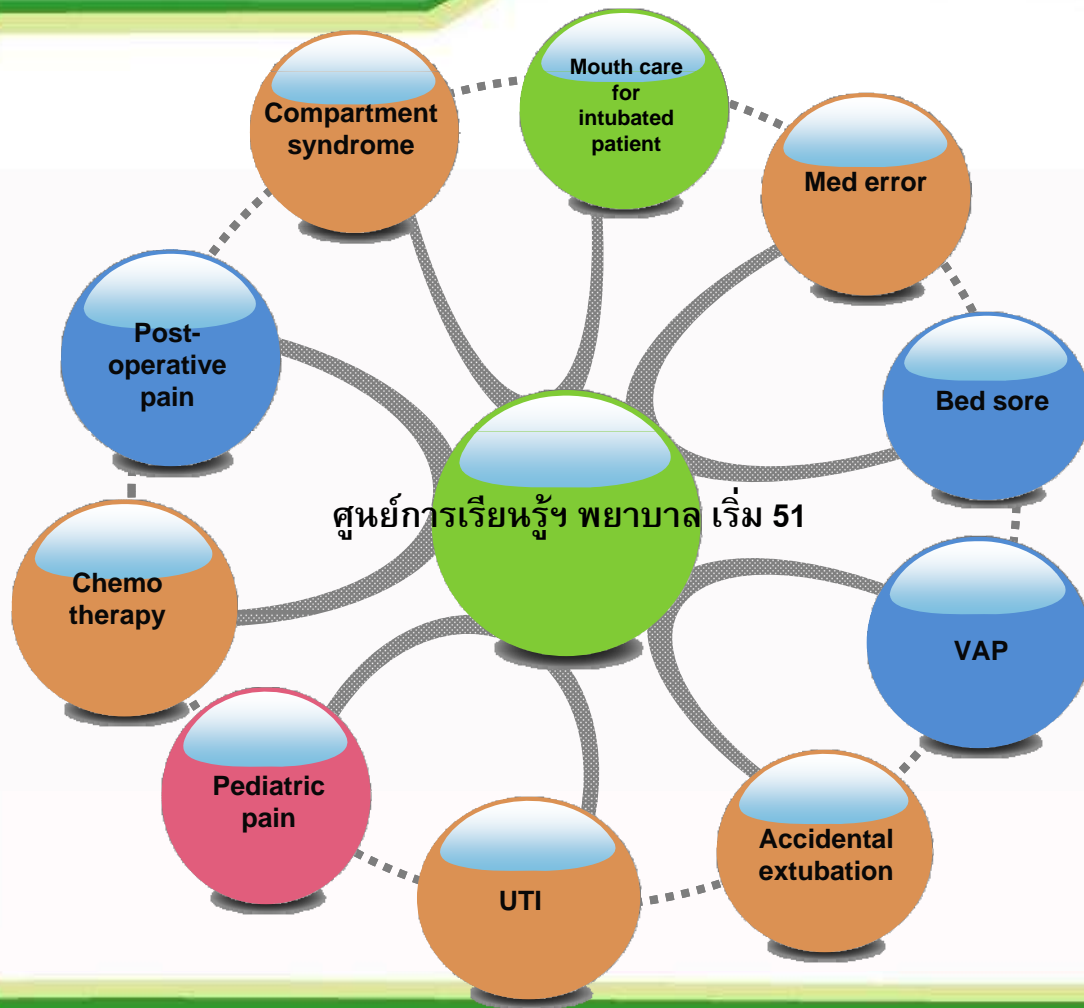 Mouth care
for
intubated
patient
Compartment
syndrome
Med error
Post-
operative
pain
Bed sore
ศูนย์การเรียนรู้ฯ พยาบาล เริ่ม 51
Chemo
therapy
VAP
Pediatric
pain
Accidental
extubation
UTI